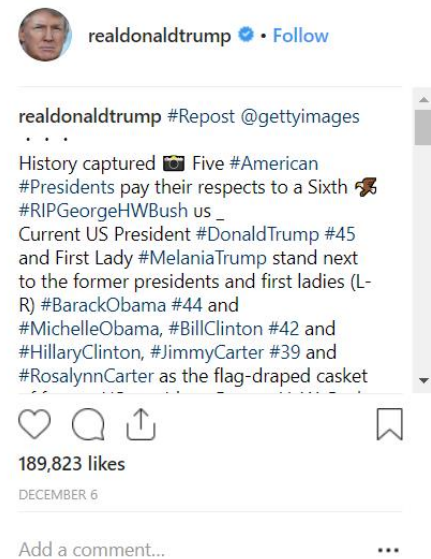 realdonaldtrump • Follow
realdonaldtrump #Repost @gettyimages
• • •
History captured 📷 Five #American
#Presidents pay their respects to a Sixth 🦅
#RIPGeorgeHWBush us _
Current US President #DonaldTrump #45
and First Lady #MelaniaTrump stand next
to the former presidents and first ladies (L-
R) #BarackObama #44 and
#MichelleObama, #BillClinton #42 and
#HillaryClinton, #JimmyCarter #39 and
#RosalynnCarter as the flag-draped casket
189,823 likes
DECEMBER 6
Add a comment...